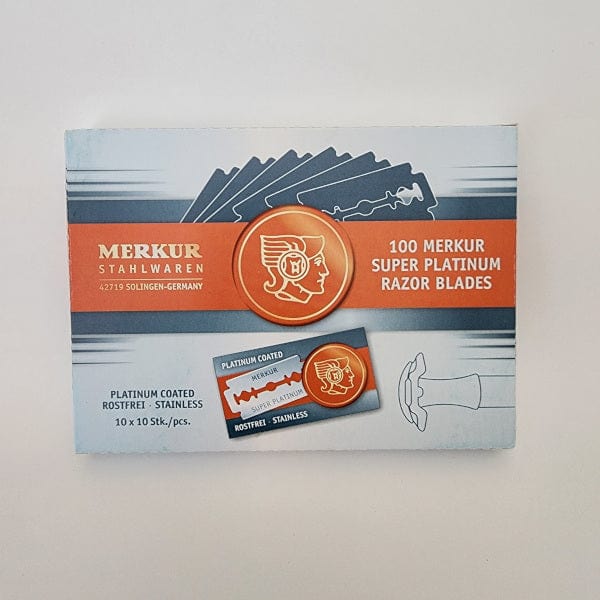 MERKUR
STAHLWAREN
42719 SOLINGEN-GERMANY
100 MERKUR
SUPER PLATINUM
RAZOR BLADES
PLATINUM COATED
ROSTFREI · STAINLESS
10 x 10 Stk./pcs.
PLATINUM COATED
MERKUR
SUPER PLATINUM
ROSTFREI · STAINLESS